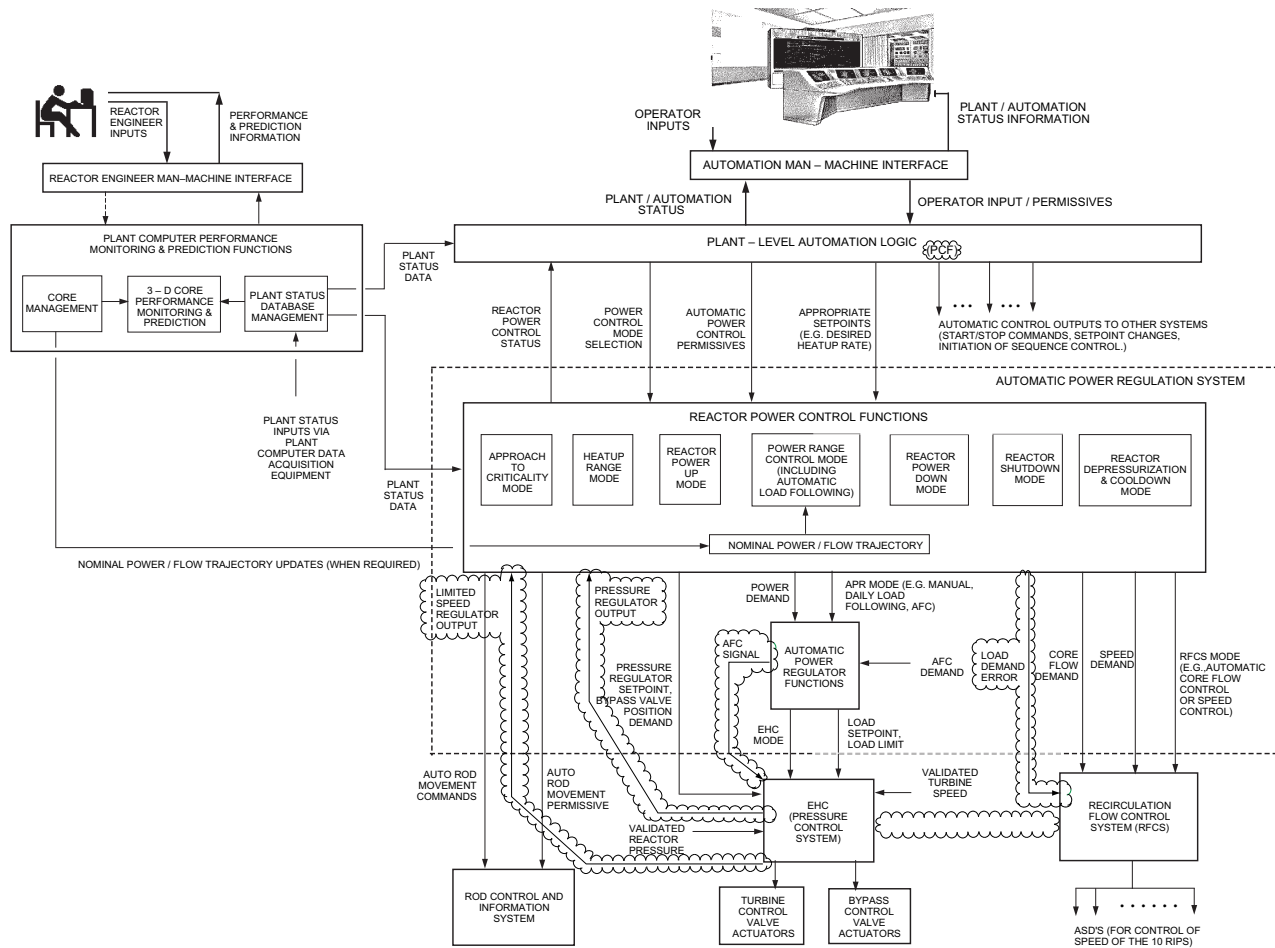 REACTOR
ENGINEER
INPUTS
PERFORMANCE
& PREDICTION
INFORMATION
OPERATOR
INPUTS
PLANT / AUTOMATION
STATUS INFORMATION
REACTOR ENGINEER MAN–MACHINE INTERFACE
AUTOMATION MAN – MACHINE INTERFACE
PLANT / AUTOMATION
STATUS
OPERATOR INPUT / PERMISSIVES
PLANT COMPUTER PERFORMANCE
MONITORING & PREDICTION FUNCTIONS
CORE
MANAGEMENT
3 – D CORE
PERFORMANCE
MONITORING &
PREDICTION
PLANT STATUS
DATABASE
MANAGEMENT
PLANT
STATUS
DATA
PLANT – LEVEL AUTOMATION LOGIC
(PCF)
REACTOR
POWER
CONTROL
STATUS
POWER
CONTROL
MODE
SELECTION
AUTOMATIC
POWER
CONTROL
PERMISSIVES
APPROPRIATE
SETPOINTS
(E.G. DESIRED
HEATUP RATE)
AUTOMATIC CONTROL OUTPUTS TO OTHER SYSTEMS
(START/STOP COMMANDS, SETPOINT CHANGES,
INITIATION OF SEQUENCE CONTROL.)
AUTOMATIC POWER REGULATION SYSTEM
PLANT STATUS
INPUTS VIA
PLANT
COMPUTER DATA
ACQUISITION
EQUIPMENT
PLANT
STATUS
DATA
REACTOR POWER CONTROL FUNCTIONS
APPROACH
TO
CRITICALITY
MODE
HEATUP
RANGE
MODE
REACTOR
POWER
UP
MODE
POWER RANGE
CONTROL MODE
(INCLUDING
AUTOMATIC
LOAD FOLLOWING)
REACTOR
POWER
DOWN
MODE
REACTOR
SHUTDOWN
MODE
REACTOR
DEPRESSURIZATION
& COOLDOWN
MODE
NOMINAL POWER / FLOW TRAJECTORY
NOMINAL POWER / FLOW TRAJECTORY UPDATES (WHEN REQUIRED)
LIMITED
SPEED
REGULATOR
OUTPUT
PRESSURE
REGULATOR
OUTPUT
POWER
DEMAND
APR MODE (E.G. MANUAL,
DAILY LOAD
FOLLOWING, AFC)
PRESSURE
REGULATOR
SETPOINT,
BYPASS VALVE
POSITION
DEMAND
AFC
SIGNAL
AUTOMATIC
POWER
REGULATOR
FUNCTIONS
AFC
DEMAND
LOAD
DEMAND
ERROR
CORE
FLOW
DEMAND
SPEED
DEMAND
RFCS MODE
(E.G.,AUTOMATIC
CORE FLOW
CONTROL
OR SPEED
CONTROL)
EHC
MODE
LOAD
SETPOINT,
LOAD LIMIT
AUTO ROD
MOVEMENT
COMMANDS
AUTO
ROD
MOVEMENT
PERMISSIVE
VALIDATED
REACTOR
PRESSURE
EHC
(PRESSURE
CONTROL
SYSTEM)
VALIDATED
TURBINE
SPEED
RECIRCULATION
FLOW CONTROL
SYSTEM (RFCS)
ROD CONTROL AND
INFORMATION
SYSTEM
TURBINE
CONTROL
VALVE
ACTUATORS
BYPASS
CONTROL
VALVE
ACTUATORS
ASD'S (FOR CONTROL OF
SPEED OF THE 10 RIPS)